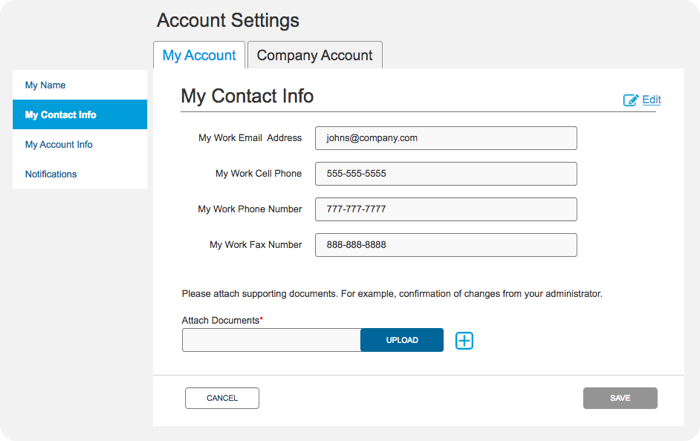 Account Settings
My Account
Company Account
My Name
My Contact Info
My Account Info
Notifications
My Contact Info
Edit
My Work Email Address
johns@company.com
My Work Cell Phone
555-555-5555
My Work Phone Number
777-777-7777
My Work Fax Number
888-888-8888
Please attach supporting documents. For example, confirmation of changes from your administrator.
Attach Documents*
UPLOAD
CANCEL
SAVE